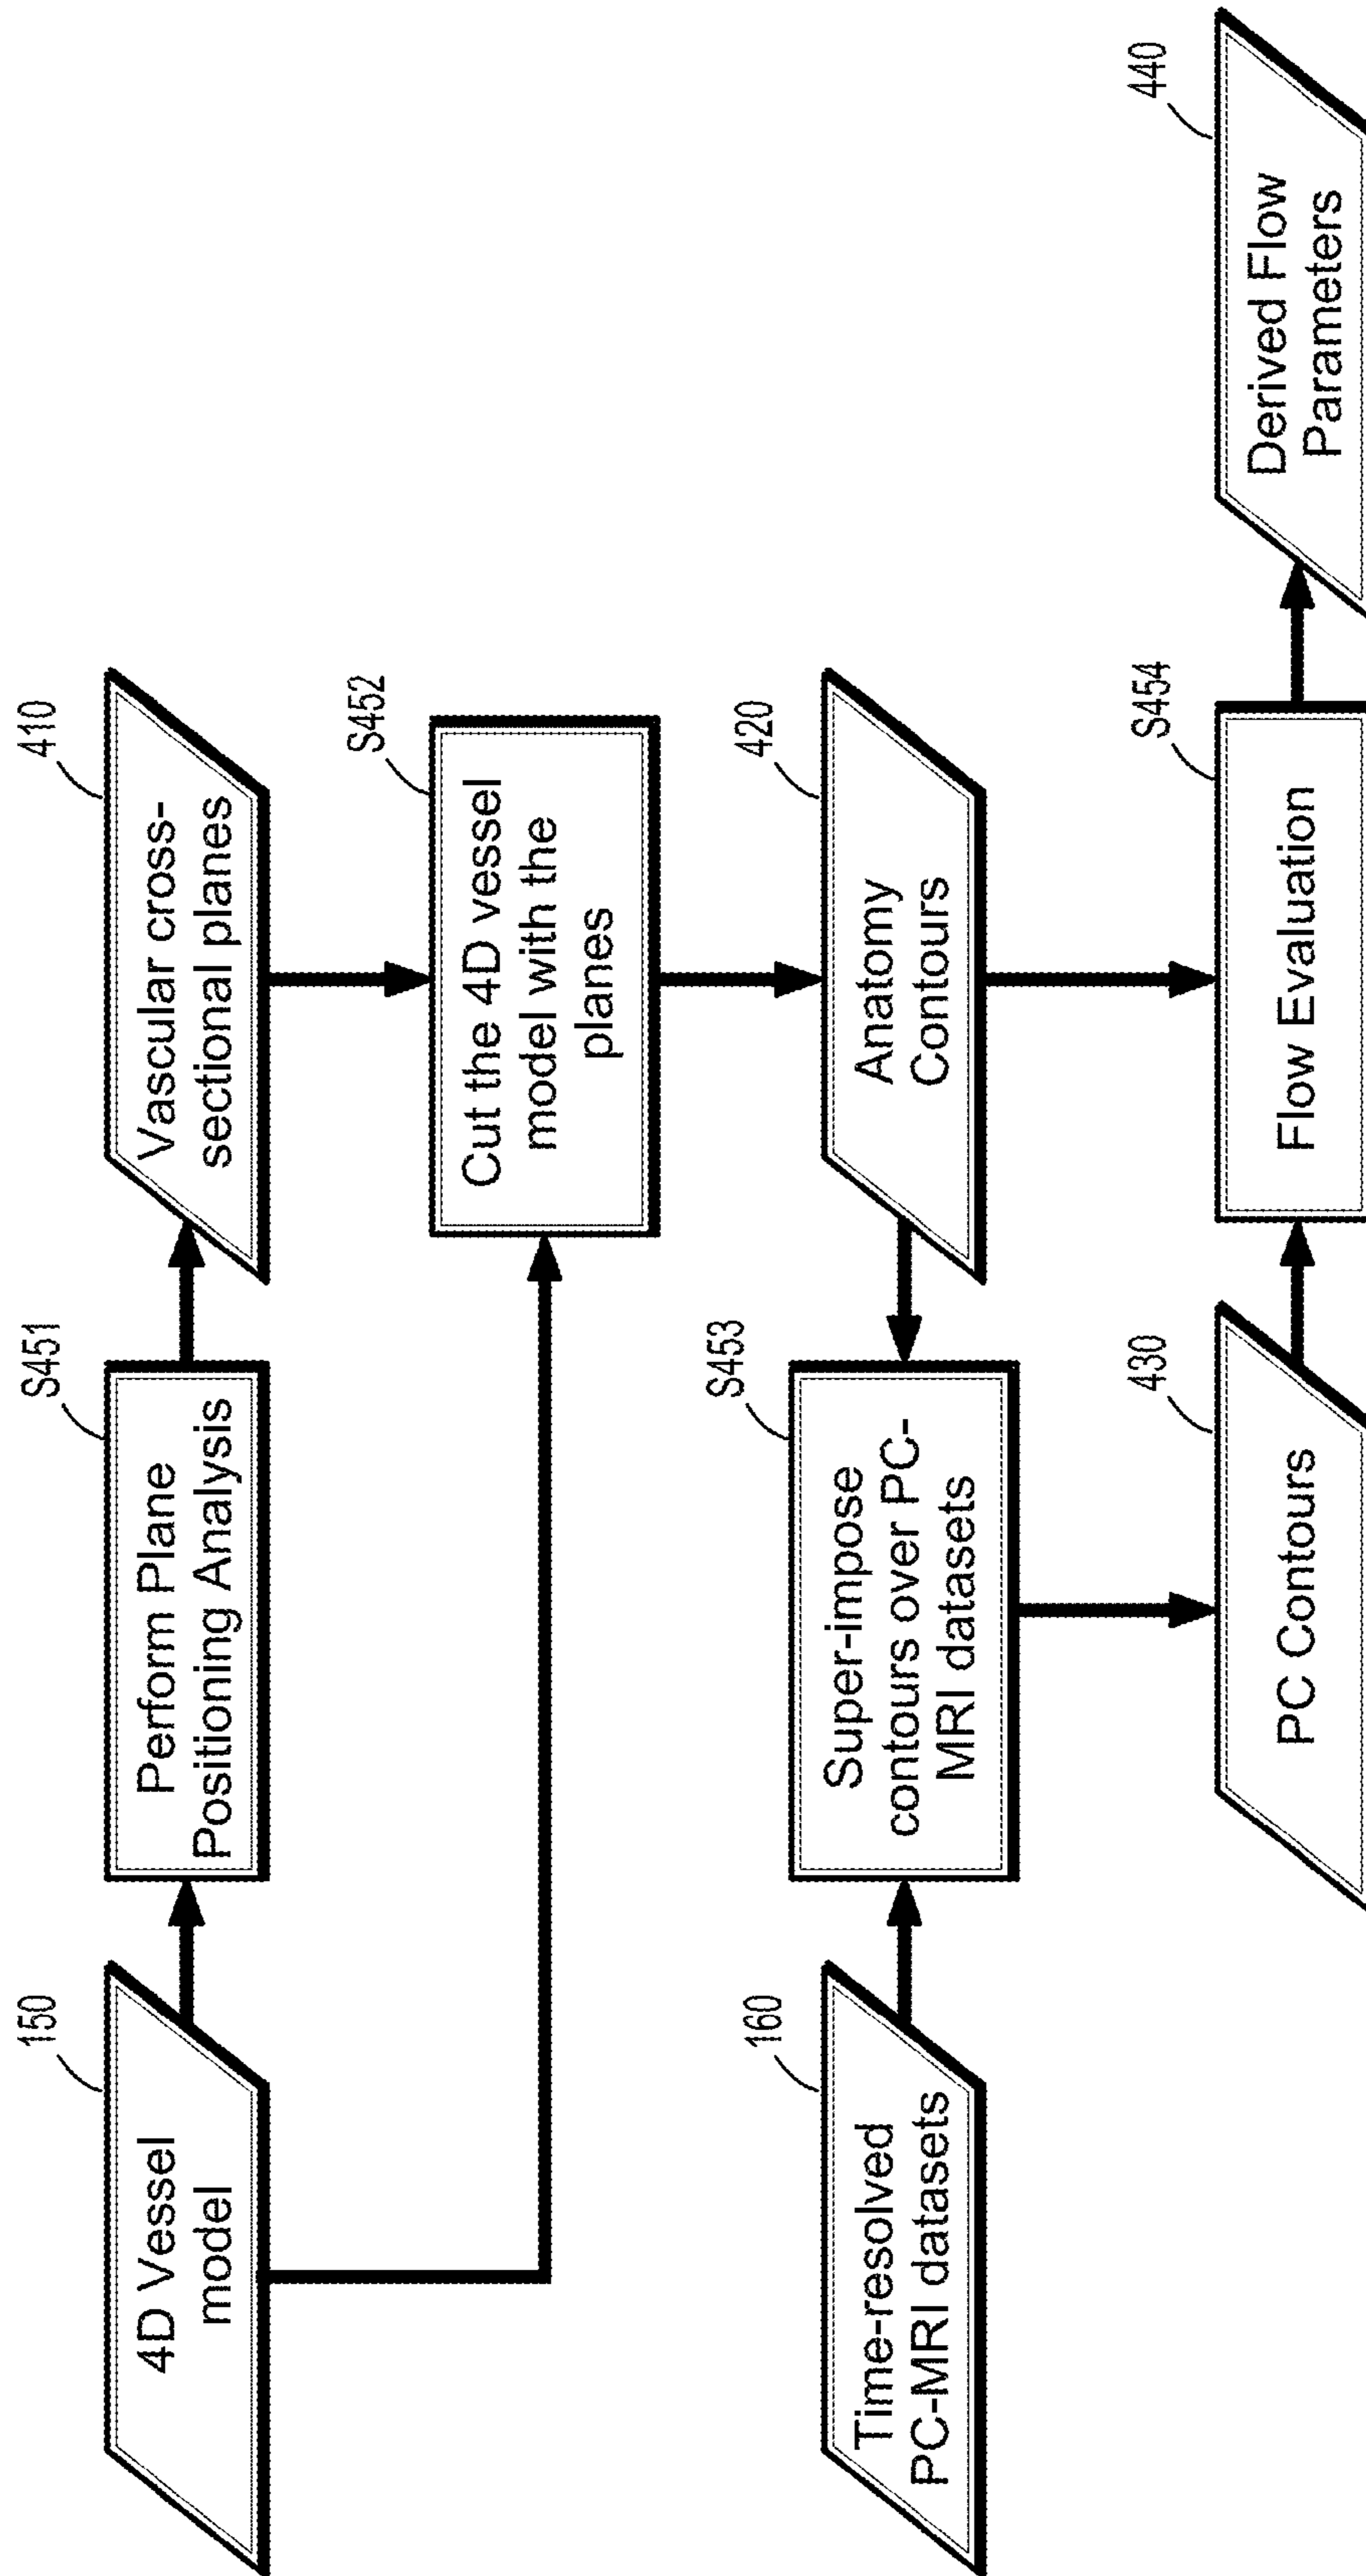 150
4D Vessel
model
S451
Perform Plane
Positioning Analysis
410
Vascular cross-
sectional planes
S452
Cut the 4D vessel
model with the
planes
160
Time-resolved
PC-MRI datasets
S453
Super-impose
contours over PC-
MRI datasets
420
Anatomy
Contours
430
PC Contours
S454
Flow Evaluation
440
Derived Flow
Parameters